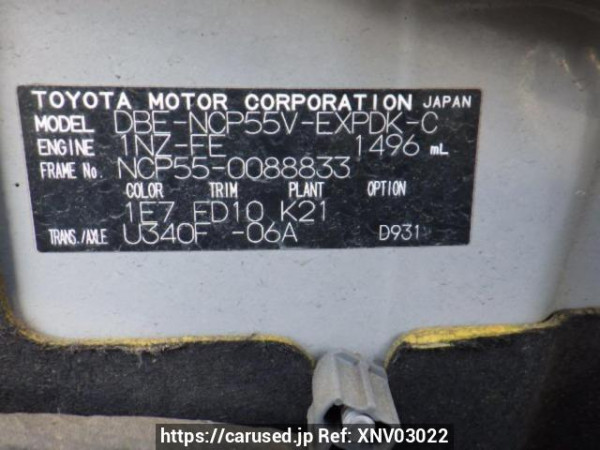 TOYOTA MOTOR CORPORATION JAPAN
MODEL DBE-NCP55V-EXPDK-C
ENGINE 1NZ-FE 1496 mL
FRAME No. NCP55-0088833
COLOR TRIM PLANT OPTION
1E7 FD10 K21
TRANS./AXLE U340F -06A D931
https://carused.jp Ref: XNV03022